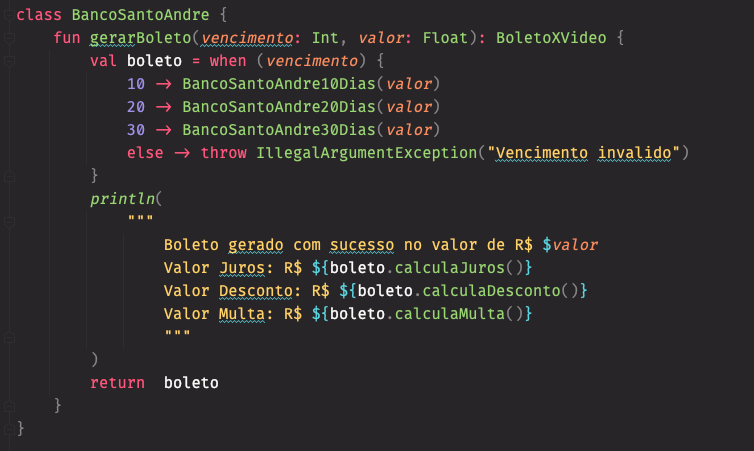 class BancoSantoAndre {
    fun gerarBoleto(vencimento: Int, valor: Float): BoletoXVideo {
        val boleto = when (vencimento) {
            10 -> BancoSantoAndre10Dias(valor)
            20 -> BancoSantoAndre20Dias(valor)
            30 -> BancoSantoAndre30Dias(valor)
            else -> throw IllegalArgumentException("Vencimento invalido")
        }
        println(
            """
                Boleto gerado com sucesso no valor de R$ $valor
                Valor Juros: R$ ${boleto.calculaJuros()}
                Valor Desconto: R$ ${boleto.calculaDesconto()}
                Valor Multa: R$ ${boleto.calculaMulta()}
                """
        )
        return  boleto
    }
}